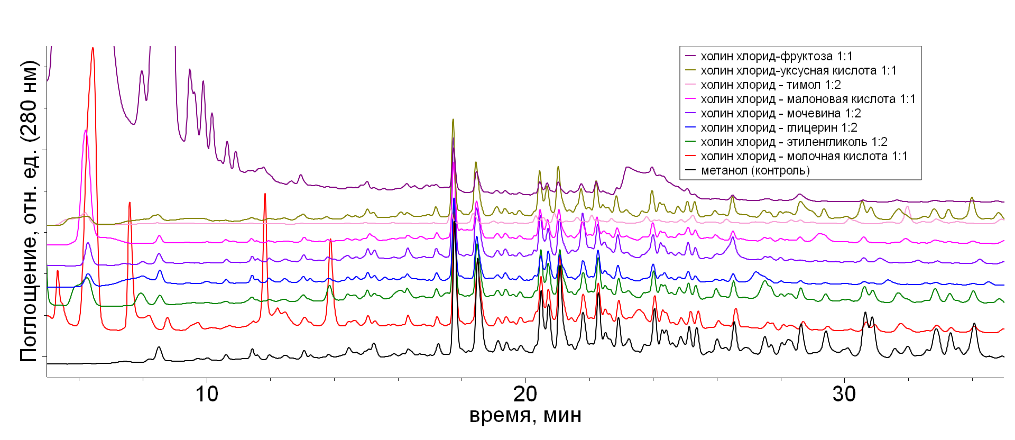 Поглощение, отн. ед. (280 нм)
холин хлорид-фруктоза 1:1
холин хлорид-уксусная кислота 1:1
холин хлорид - тимол 1:2
холин хлорид - малоновая кислота 1:1
холин хлорид - мочевина 1:2
холин хлорид - глицерин 1:2
холин хлорид - этиленгликоль 1:2
холин хлорид - молочная кислота 1:1
метанол (контроль)
10 20 30
время, мин